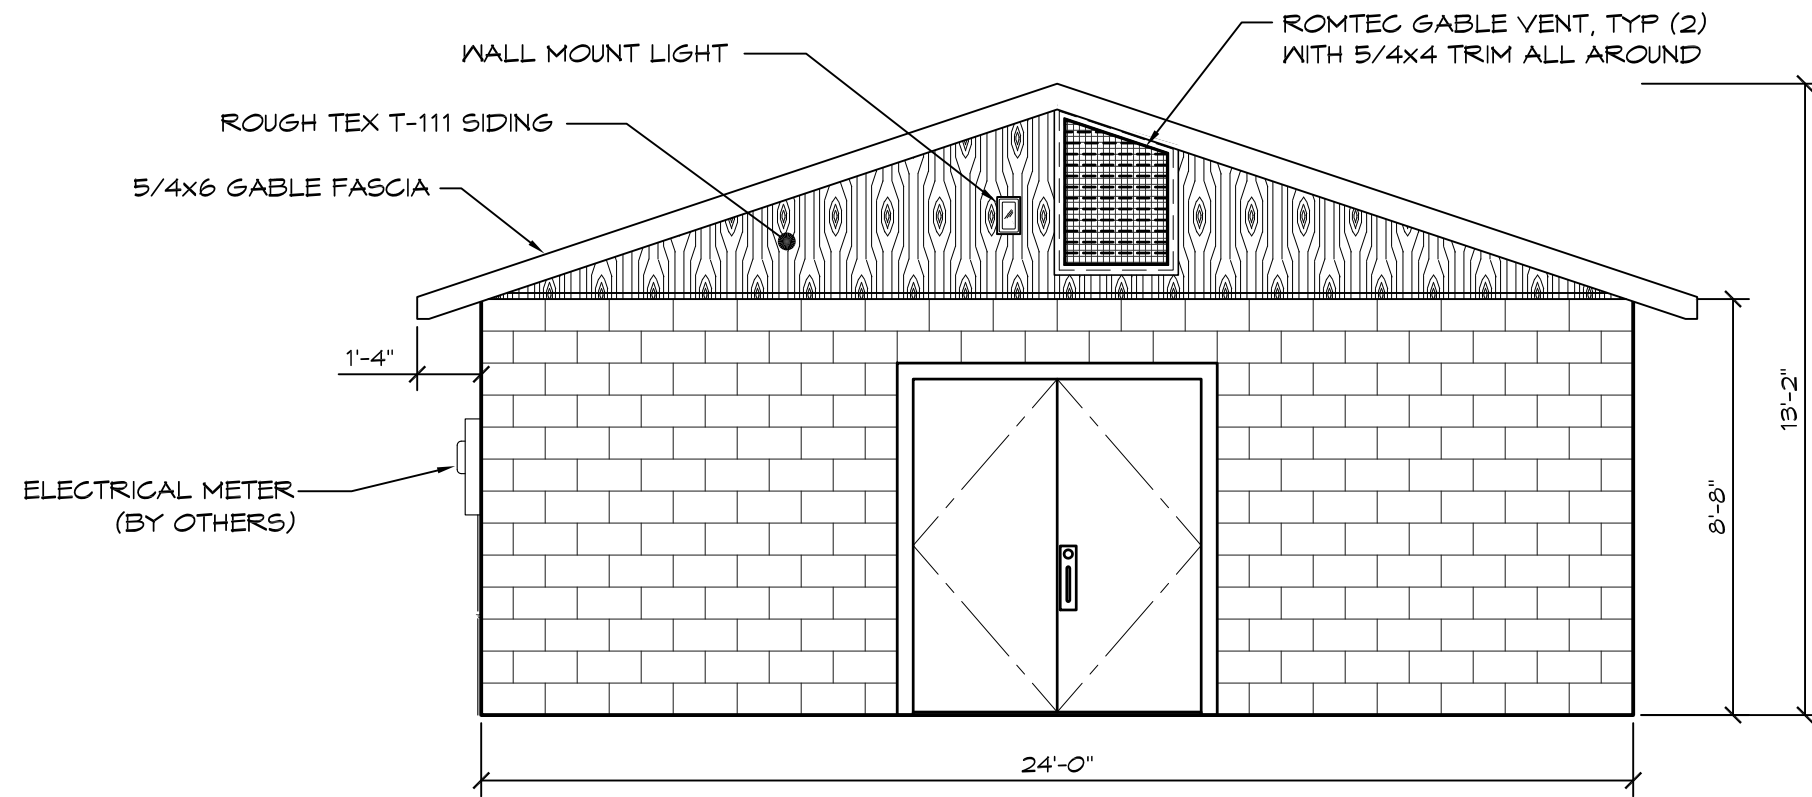 ROMTEC GABLE VENT, TYP (2)
WITH 5/4x4 TRIM ALL AROUND
WALL MOUNT LIGHT
ROUGH TEX T-111 SIDING
5/4x6 GABLE FASCIA
1'-4"
ELECTRICAL METER
(BY OTHERS)
13'-2"
8'-8"
24'-0"